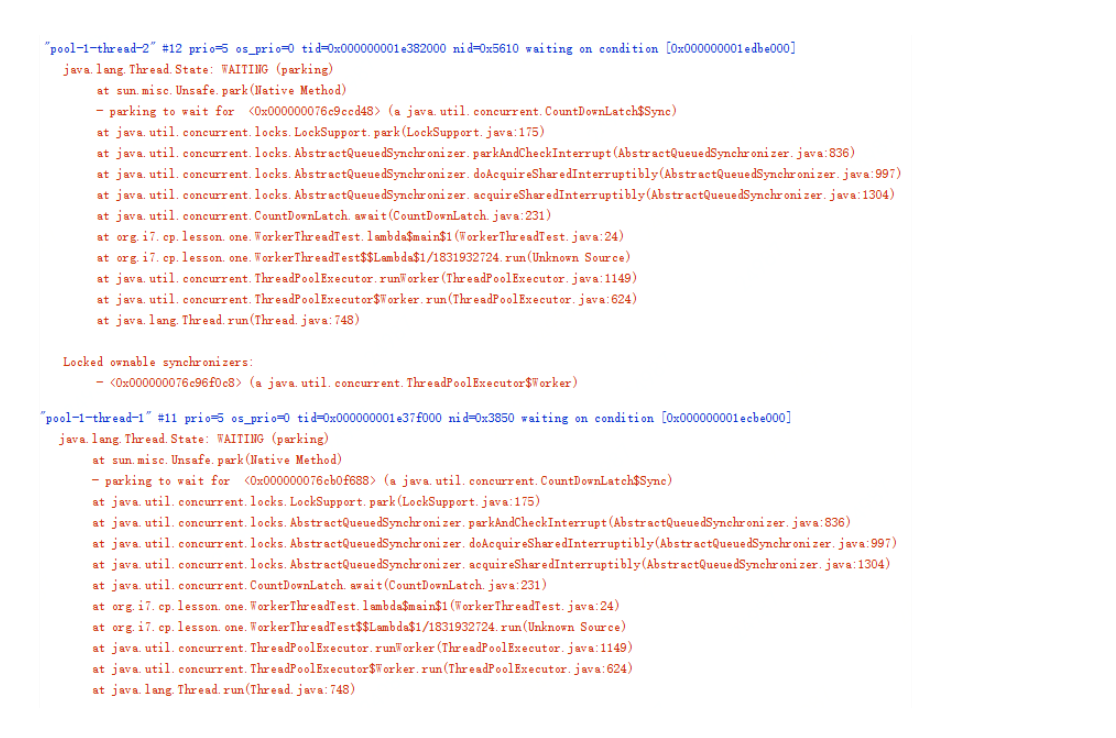 "pool-1-thread-2" #12 prio=5 os_prio=0 tid=0x000000001e382000 nid=0x5610 waiting on condition [0x000000001edbe000]
java.lang.Thread.State: WAITING (parking)
at sun.misc.Unsafe.park(Native Method)
- parking to wait for <0x000000076c9ccd48> (a java.util.concurrent.CountDownLatch$Sync)
at java.util.concurrent.locks.LockSupport.park(LockSupport.java:175)
at java.util.concurrent.locks.AbstractQueuedSynchronizer.parkAndCheckInterrupt(AbstractQueuedSynchronizer.java:836)
at java.util.concurrent.locks.AbstractQueuedSynchronizer.doAcquireSharedInterruptibly(AbstractQueuedSynchronizer.java:997)
at java.util.concurrent.locks.AbstractQueuedSynchronizer.acquireSharedInterruptibly(AbstractQueuedSynchronizer.java:1304)
at java.util.concurrent.CountDownLatch.await(CountDownLatch.java:231)
at org.i7.cp.lesson.one.WorkerThreadTest.lambda$main$1(WorkerThreadTest.java:24)
at org.i7.cp.lesson.one.WorkerThreadTest$$Lambda$1/1831932724.run(Unknown Source)
at java.util.concurrent.ThreadPoolExecutor.runWorker(ThreadPoolExecutor.java:1149)
at java.util.concurrent.ThreadPoolExecutor$Worker.run(ThreadPoolExecutor.java:624)
at java.lang.Thread.run(Thread.java:748)
Locked ownable synchronizers:
- <0x000000076c96f0c8> (a java.util.concurrent.ThreadPoolExecutor$Worker)
"pool-1-thread-1" #11 prio=5 os_prio=0 tid=0x000000001e37f000 nid=0x3850 waiting on condition [0x000000001ecbe000]
java.lang.Thread.State: WAITING (parking)
at sun.misc.Unsafe.park(Native Method)
- parking to wait for <0x000000076cb0f688> (a java.util.concurrent.CountDownLatch$Sync)
at java.util.concurrent.locks.LockSupport.park(LockSupport.java:175)
at java.util.concurrent.locks.AbstractQueuedSynchronizer.parkAndCheckInterrupt(AbstractQueuedSynchronizer.java:836)
at java.util.concurrent.locks.AbstractQueuedSynchronizer.doAcquireSharedInterruptibly(AbstractQueuedSynchronizer.java:997)
at java.util.concurrent.locks.AbstractQueuedSynchronizer.acquireSharedInterruptibly(AbstractQueuedSynchronizer.java:1304)
at java.util.concurrent.CountDownLatch.await(CountDownLatch.java:231)
at org.i7.cp.lesson.one.WorkerThreadTest.lambda$main$1(WorkerThreadTest.java:24)
at org.i7.cp.lesson.one.WorkerThreadTest$$Lambda$1/1831932724.run(Unknown Source)
at java.util.concurrent.ThreadPoolExecutor.runWorker(ThreadPoolExecutor.java:1149)
at java.util.concurrent.ThreadPoolExecutor$Worker.run(ThreadPoolExecutor.java:624)
at java.lang.Thread.run(Thread.java:748)